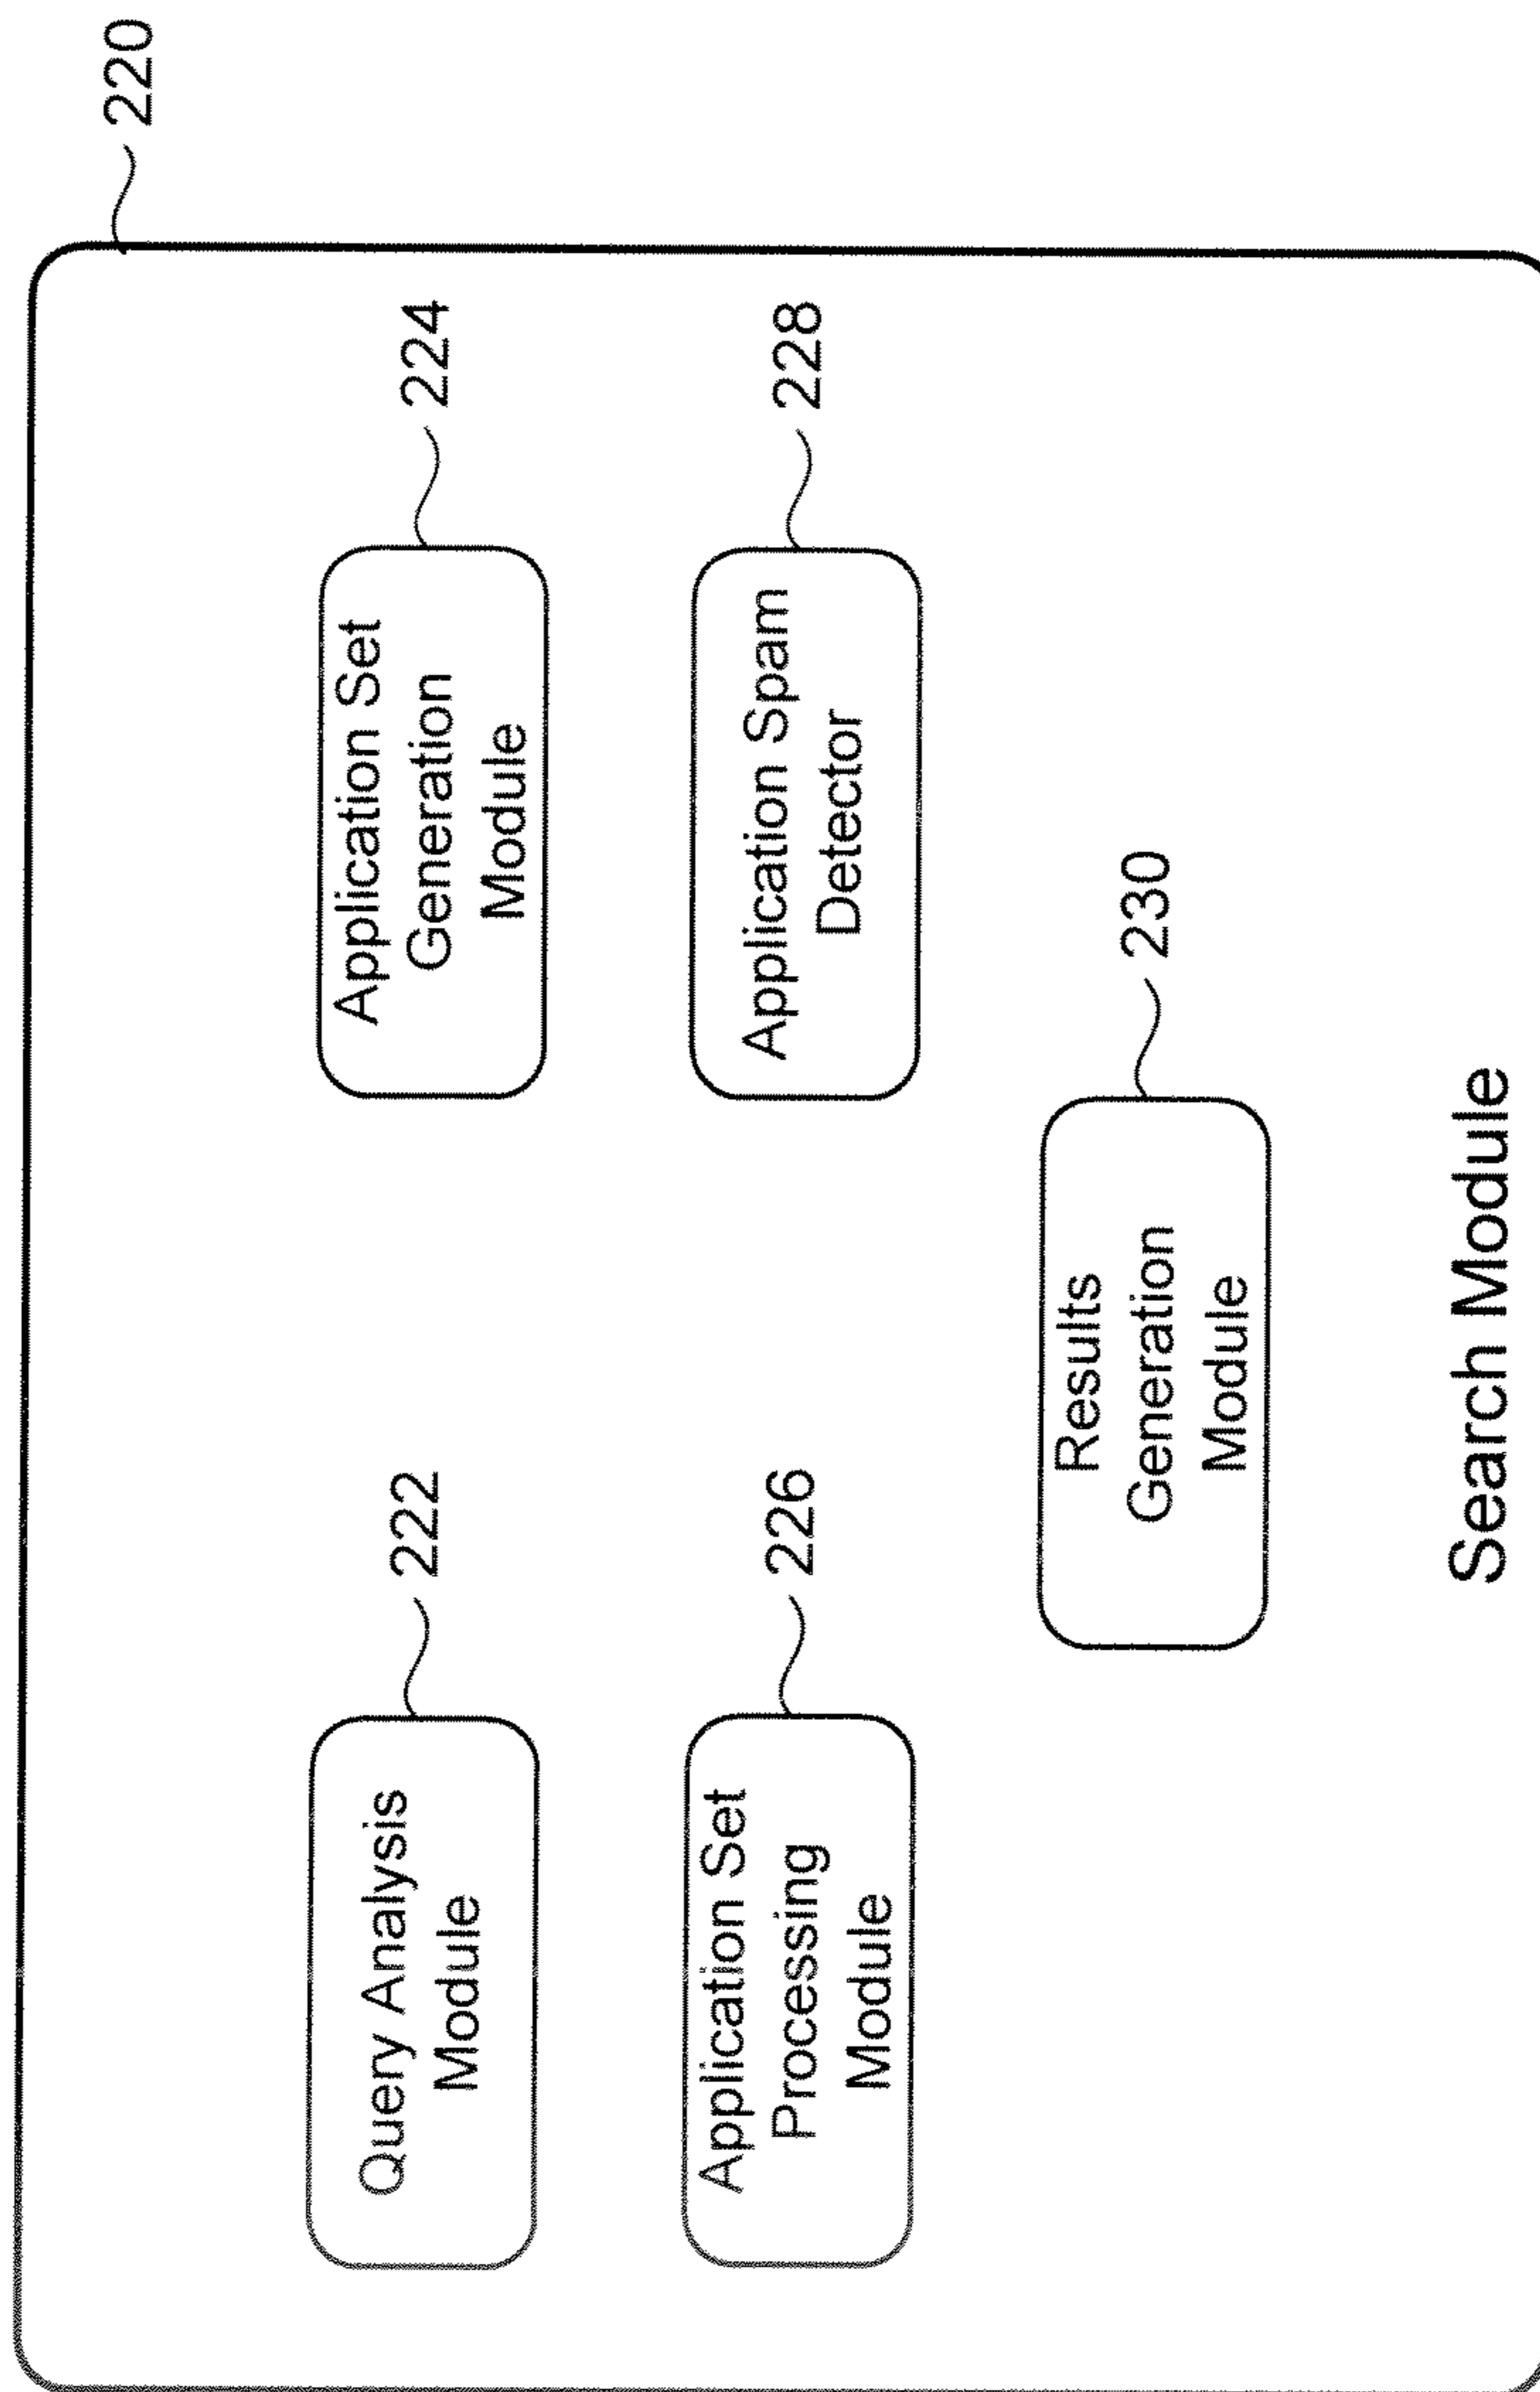 220
Query Analysis
Module
222
Application Set
Generation
Module
224
Application Set
Processing
Module
226
Application Spam
Detector
228
Results
Generation
Module
230
Search Module